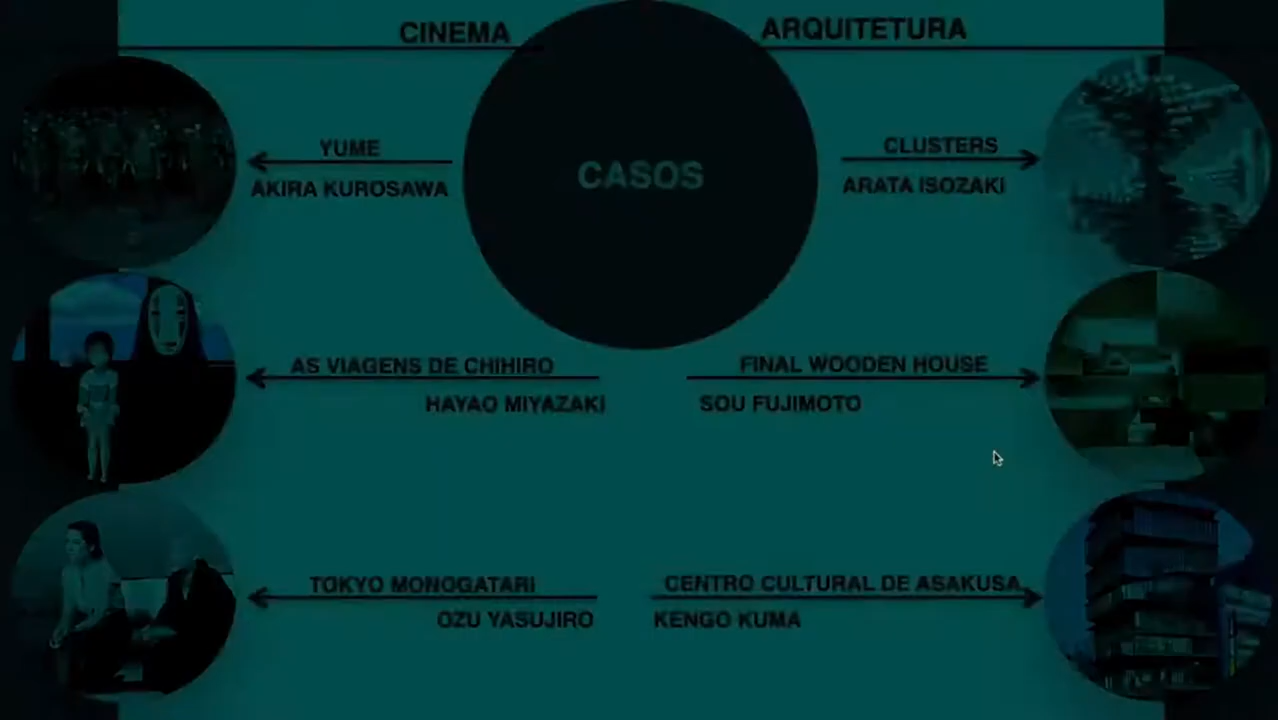 CINEMA
ARQUITETURA
CASOS
YUME
AKIRA KUROSAWA
CLUSTERS
ARATA ISOZAKI
AS VIAGENS DE CHIHIRO
HAYAO MIYAZAKI
FINAL WOODEN HOUSE
SOU FUJIMOTO
TOKYO MONOGATARI
OZU YASUJIRO
CENTRO CULTURAL DE ASAKUSA
KENGO KUMA